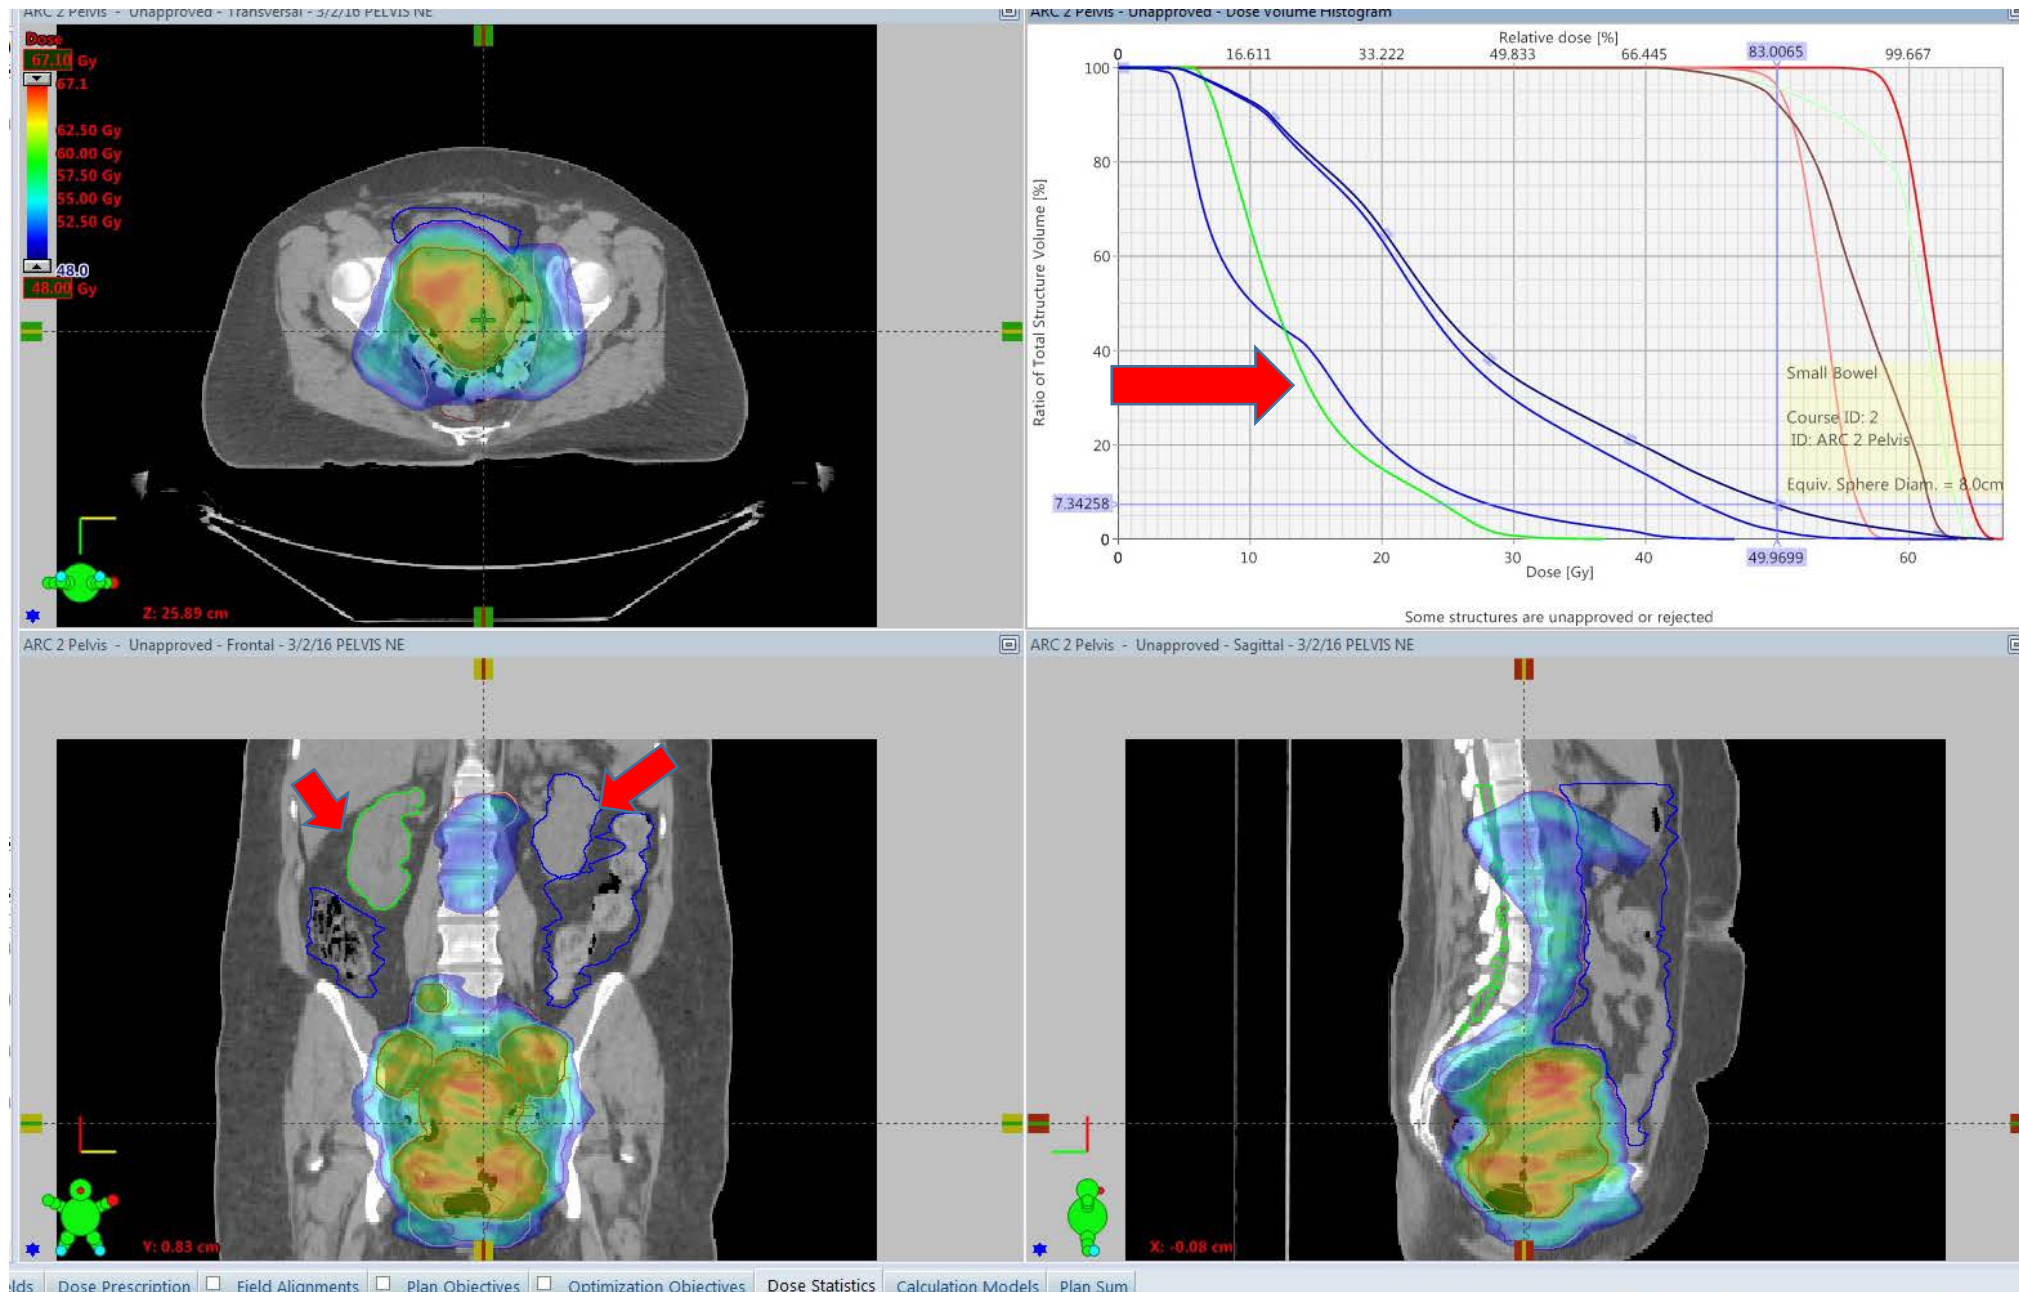 ARC 2 Pelvis - Unapproved - Transversal - 3/2/16 PELVIS NE
Dose
67.10 Gy
67.1
62.50 Gy
60.00 Gy
57.50 Gy
55.00 Gy
52.50 Gy
48.0
48.00 Gy
Z: 25.89 cm
ARC 2 Pelvis - Unapproved - Dose Volume Histogram
Relative dose [%]
0 16.611 33.222 49.833 66.445 83.0065 99.667
Ratio of Total Structure Volume [%]
100
80
60
40
20
7.34258
0
Small Bowel
Course ID: 2
ID: ARC 2 Pelvis
Equiv. Sphere Diam. = 8.0cm
0 10 20 30 40 49.9699 60
Dose [Gy]
Some structures are unapproved or rejected
ARC 2 Pelvis - Unapproved - Frontal - 3/2/16 PELVIS NE
Y: 0.83 cm
ARC 2 Pelvis - Unapproved - Sagittal - 3/2/16 PELVIS NE
X: -0.08 cm
Dose Prescription Field Alignments Plan Objectives Optimization Objectives Dose Statistics Calculation Models Plan Sum